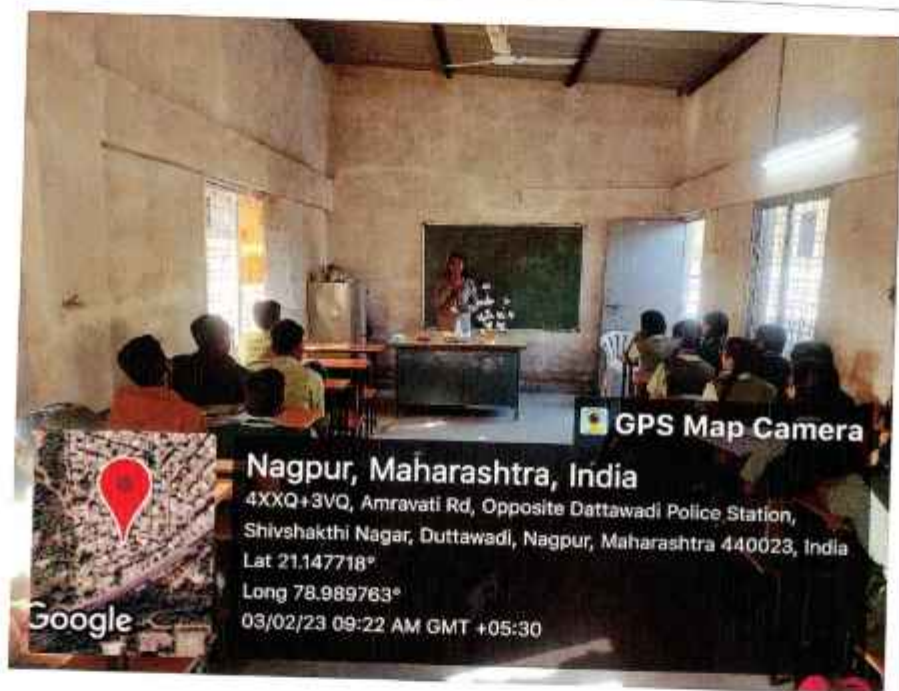 GPS Map Camera
Nagpur, Maharashtra, India
4XXQ+3VQ, Amravati Rd, Opposite Dattawadi Police Station,
Shivshakthi Nagar, Duttawadi, Nagpur, Maharashtra 440023, India
Lat 21.147718°
Long 78.989763°
03/02/23 09:22 AM GMT +05:30
Google